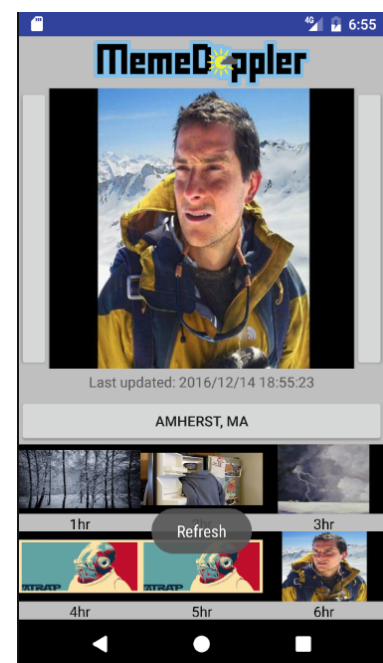 4G 6:55
MemeDoppler
Last updated: 2016/12/14 18:55:23
AMHERST, MA
1hr 3hr
Refresh
4hr 5hr 6hr